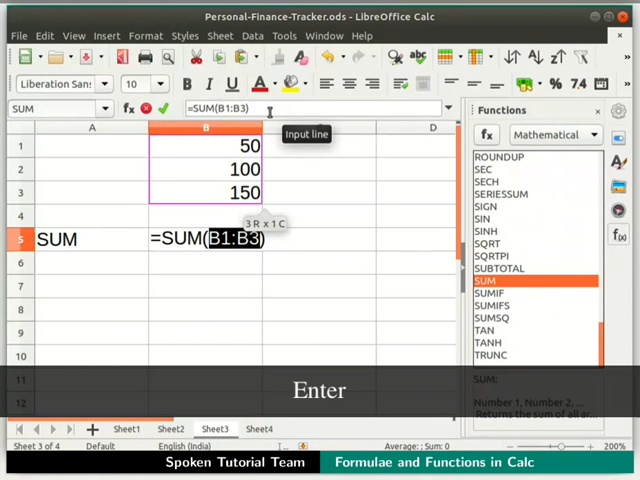 Personal-Finance-Tracker.ods - LibreOffice Calc
File Edit View Insert Format Styles Sheet Data Tools Window Help
Liberation Sans 10
SUM =SUM(B1:B3)
Input line
A B D
1 50
2 100
3 150
4
3 R x 1 C
5 SUM =SUM(B1:B3)
6
7
8
9
10
11
12
Functions
Mathematical
ROUNDUP
SEC
SECH
SERIESSUM
SIGN
SIN
SINH
SQRT
SQRTPI
SUBTOTAL
SUM
SUMIF
SUMIFS
SUMSQ
TAN
TANH
TRUNC
SUM:
Number 1, Number 2, ...
Returns the sum of all
Enter
Sheet1 Sheet2 Sheet3 Sheet4
Sheet 3 of 4 Default English (India) Average: ; Sum: 0 200%
Spoken Tutorial Team Formulae and Functions in Calc